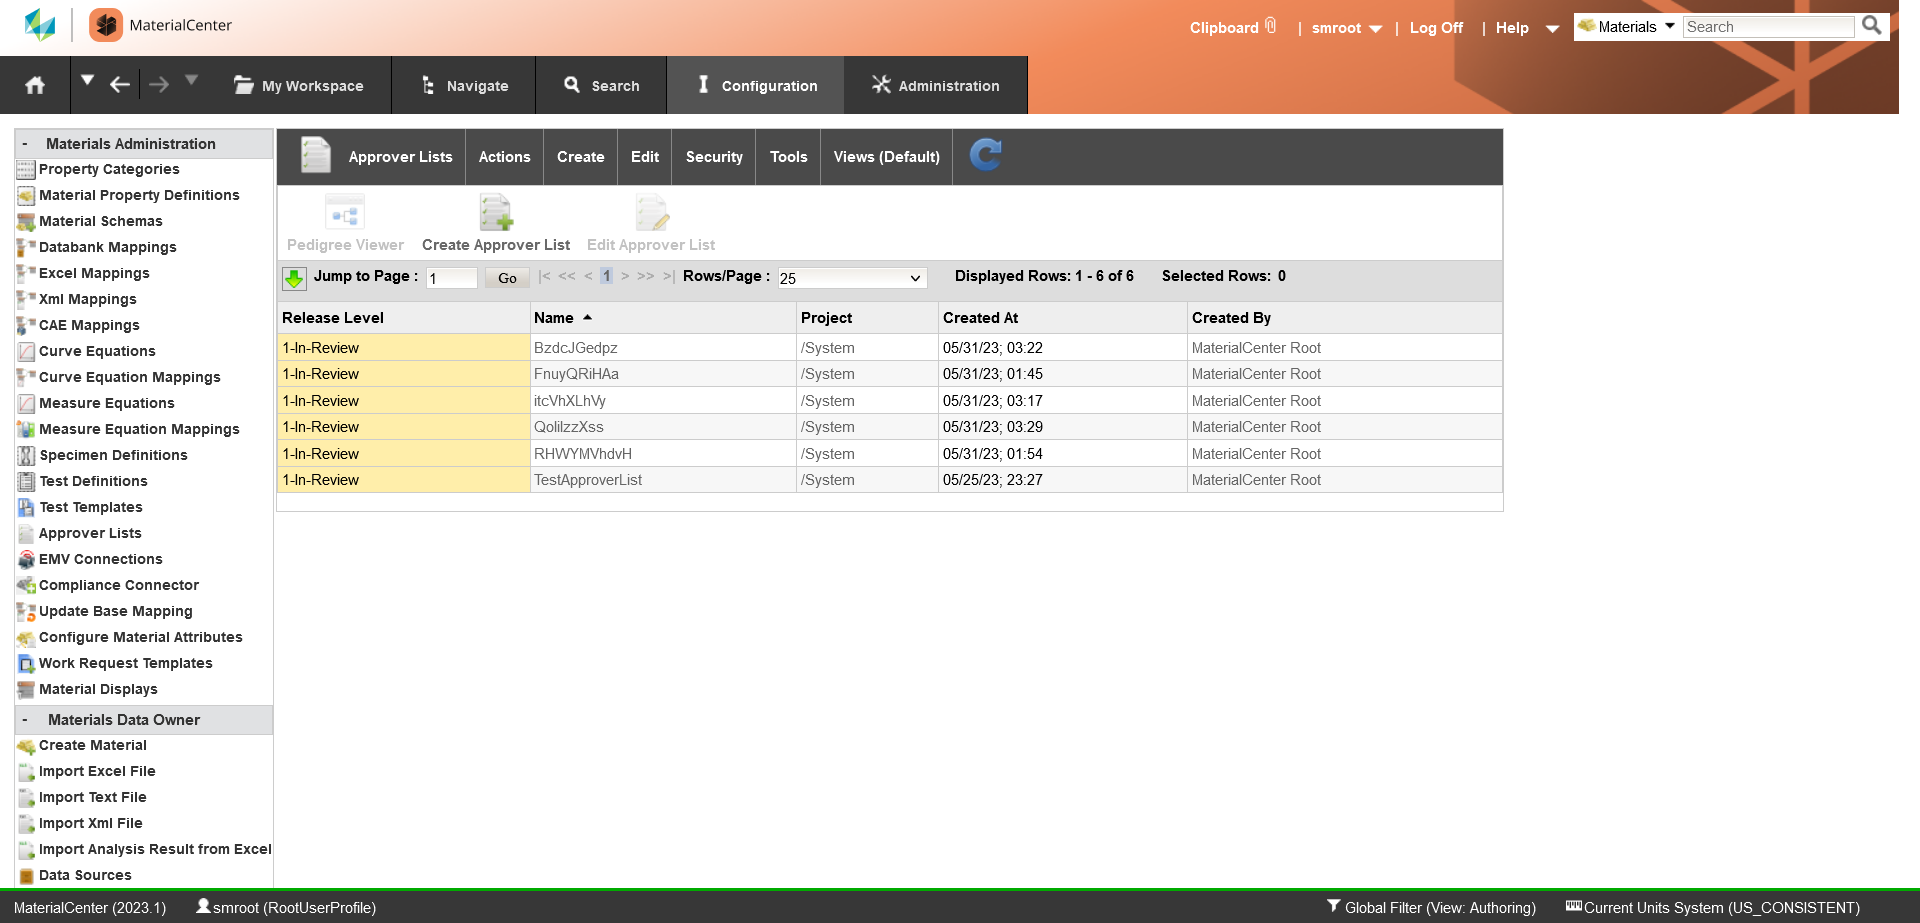 MaterialCenter
Clipboard | smroot | Log Off | Help Materials Search
My Workspace Navigate Search Configuration Administration
- Materials Administration
Property Categories
Material Property Definitions
Material Schemas
Databank Mappings
Excel Mappings
Xml Mappings
CAE Mappings
Curve Equations
Curve Equation Mappings
Measure Equations
Measure Equation Mappings
Specimen Definitions
Test Definitions
Test Templates
Approver Lists
EMV Connections
Compliance Connector
Update Base Mapping
Configure Material Attributes
Work Request Templates
Material Displays
- Materials Data Owner
Create Material
Import Excel File
Import Text File
Import Xml File
Import Analysis Result from Excel
Data Sources
Approver Lists Actions Create Edit Security Tools Views (Default)
Pedigree Viewer Create Approver List Edit Approver List
Jump to Page : 1 Go |< << < 1 > >> >| Rows/Page : 25 Displayed Rows: 1 - 6 of 6 Selected Rows: 0
Release Level Name Project Created At Created By
1-In-Review BzdcJGedpz /System 05/31/23; 03:22 MaterialCenter Root
1-In-Review FnuyQRiHAa /System 05/31/23; 01:45 MaterialCenter Root
1-In-Review itcVhXLhVy /System 05/31/23; 03:17 MaterialCenter Root
1-In-Review QolilzzXss /System 05/31/23; 03:29 MaterialCenter Root
1-In-Review RHWYMVhdvH /System 05/31/23; 01:54 MaterialCenter Root
1-In-Review TestApproverList /System 05/25/23; 23:27 MaterialCenter Root
MaterialCenter (2023.1) smroot (RootUserProfile) Global Filter (View: Authoring) Current Units System (US_CONSISTENT)